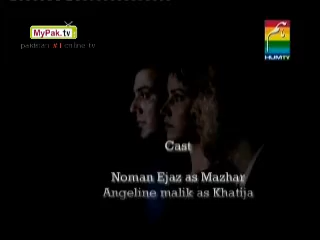 MyPak.tv
pakistan #1 online tv
HUMTV
Cast
Noman Ejaz as Mazhar
Angeline malik as Khatija